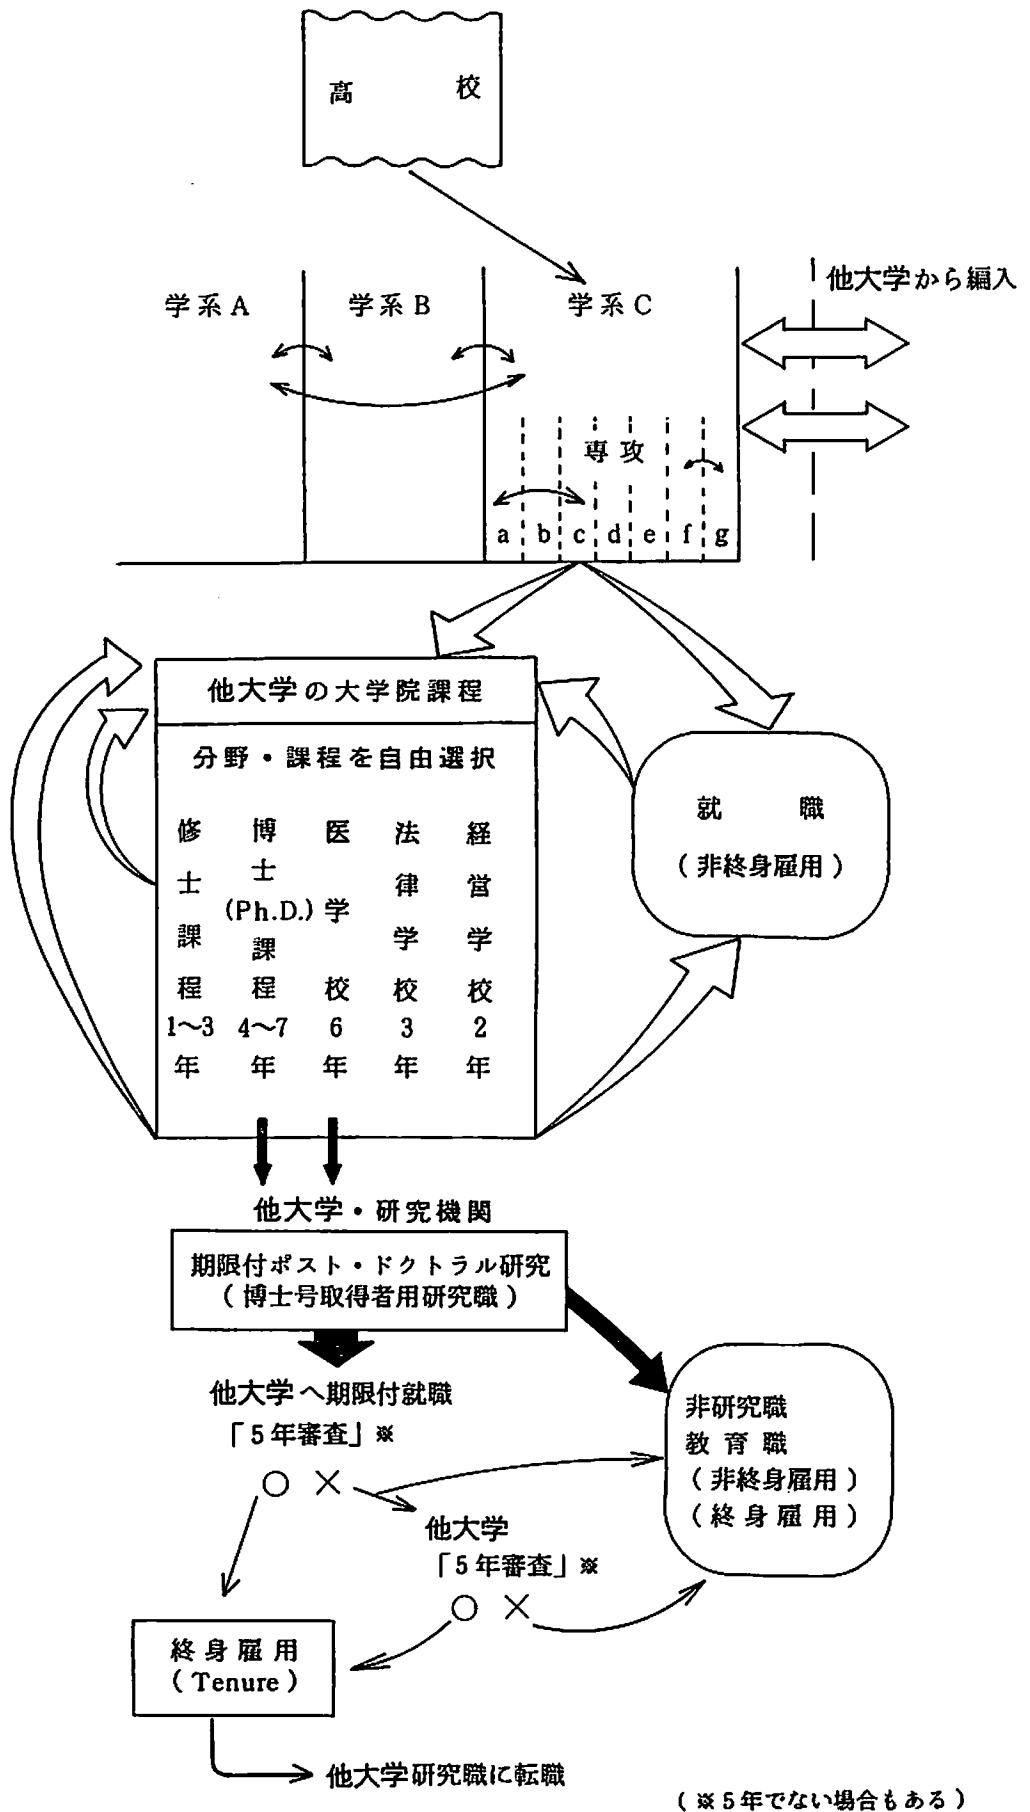 高 校
他大学から編入
学系A 学系B 学系C
専攻
a b c d e f g
他大学の大学院課程
分野・課程を自由選択
修士課程1〜3年
博士(Ph.D.)課程4〜7年
医学校6年
法律学校3年
経営学校2年
就 職
(非終身雇用)
他大学・研究機関
期限付ポスト・ドクトラル研究
(博士号取得者用研究職)
他大学へ期限付就職
「5年審査」※
○ ×
非研究職
教育職
(非終身雇用)
(終身雇用)
他大学
「5年審査」※
○ ×
終身雇用
(Tenure)
他大学研究職に転職
(※5年でない場合もある)